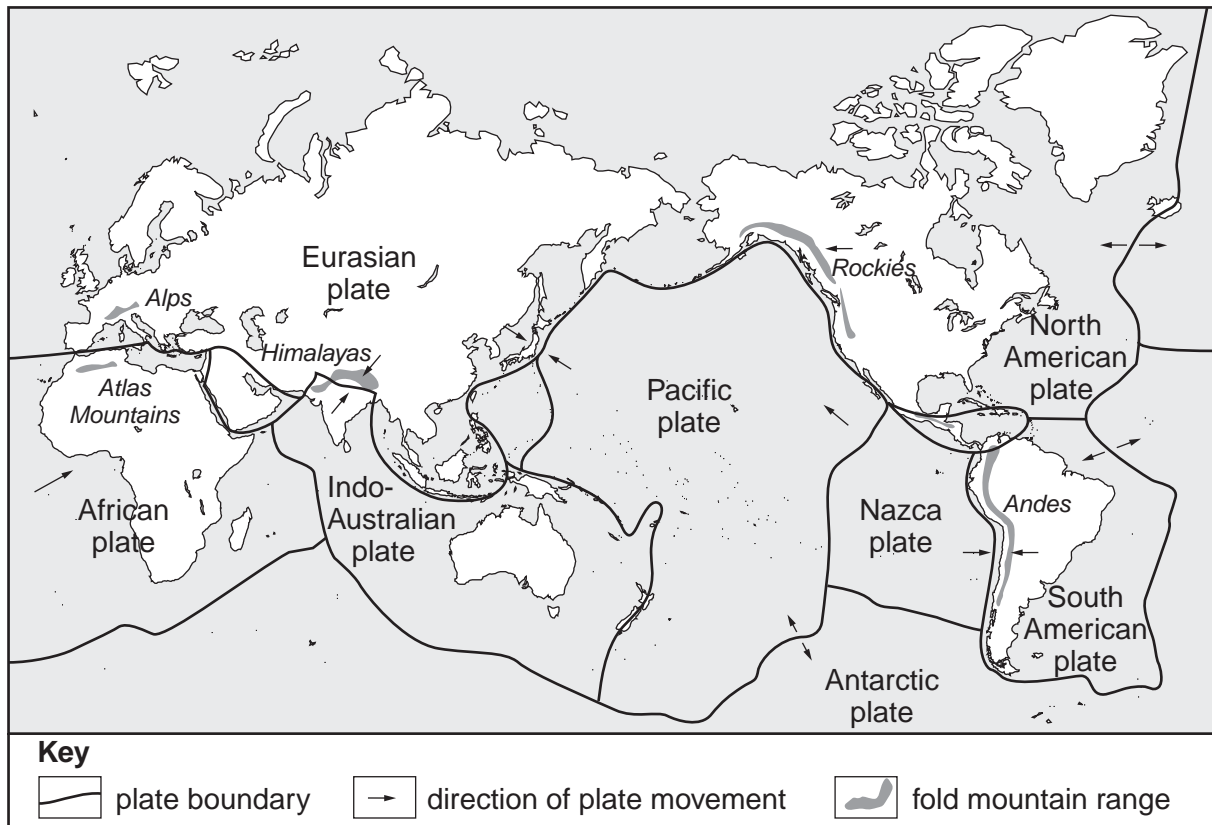 Eurasian
plate
Alps
Himalayas
Atlas
Mountains
African
plate
Indo-
Australian
plate
Pacific
plate
Rockies
North
American
plate
Nazca
plate
Andes
South
American
plate
Antarctic
plate
Key
plate boundary
direction of plate movement
fold mountain range